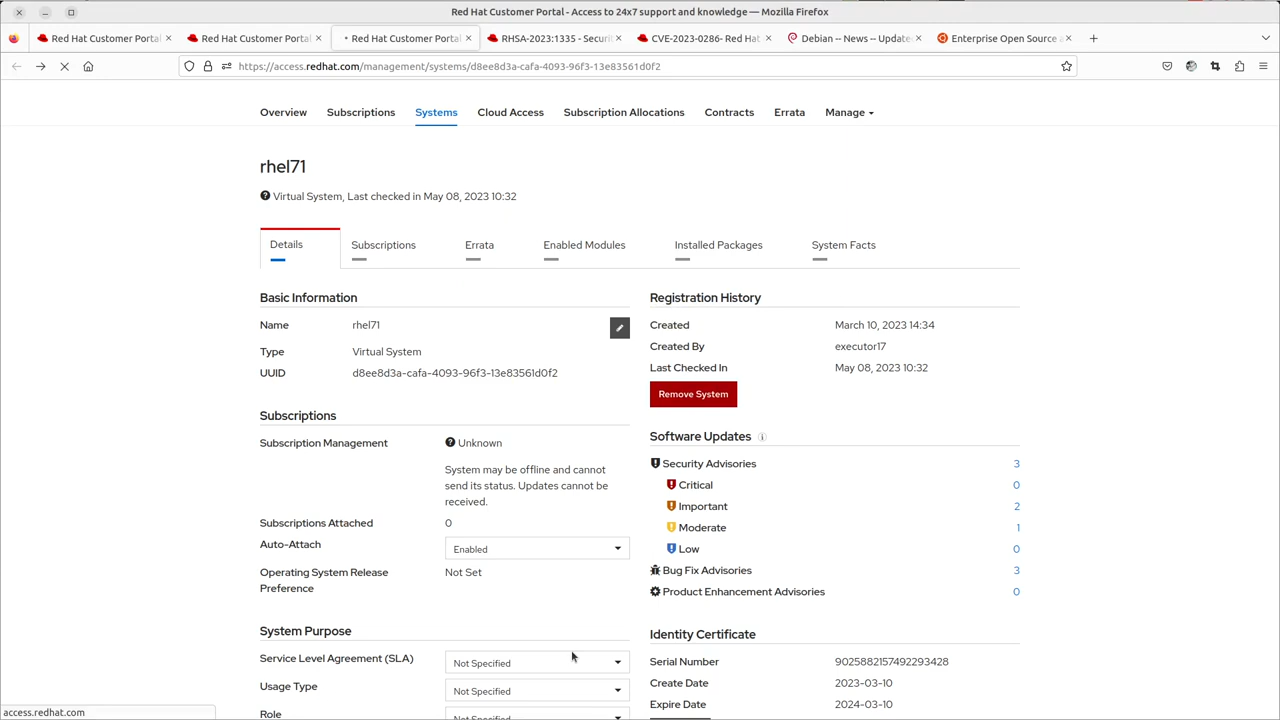 Red Hat Customer Portal - Access to 24x7 support and knowledge — Mozilla Firefox
Red Hat Customer Portal
Red Hat Customer Portal
Red Hat Customer Portal
RHSA-2023:1335 - Securi
CVE-2023-0286- Red Hat
Debian -- News -- Update
Enterprise Open Source a
https://access.redhat.com/management/systems/d8ee8d3a-cafa-4093-96f3-13e83561d0f2
Overview Subscriptions Systems Cloud Access Subscription Allocations Contracts Errata Manage
rhel71
Virtual System, Last checked in May 08, 2023 10:32
Details Subscriptions Errata Enabled Modules Installed Packages System Facts
Basic Information
Name rhel71
Type Virtual System
UUID d8ee8d3a-cafa-4093-96f3-13e83561d0f2
Subscriptions
Subscription Management Unknown
System may be offline and cannot
send its status. Updates cannot be
received.
Subscriptions Attached 0
Auto-Attach Enabled
Operating System Release Not Set
Preference
System Purpose
Service Level Agreement (SLA) Not Specified
Usage Type Not Specified
Role Not Specified
Registration History
Created March 10, 2023 14:34
Created By executor17
Last Checked In May 08, 2023 10:32
Remove System
Software Updates
Security Advisories 3
Critical 0
Important 2
Moderate 1
Low 0
Bug Fix Advisories 3
Product Enhancement Advisories 0
Identity Certificate
Serial Number 9025882157492293428
Create Date 2023-03-10
Expire Date 2024-03-10
access.redhat.com